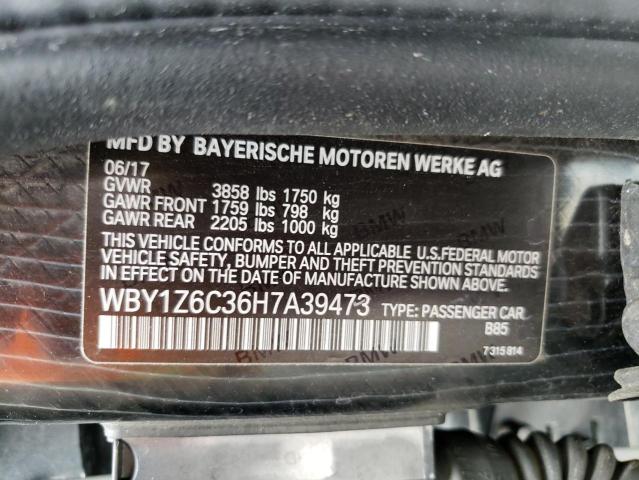 MFD BY BAYERISCHE MOTOREN WERKE AG
06/17
GVWR 3858 lbs 1750 kg
GAWR FRONT 1759 lbs 798 kg
GAWR REAR 2205 lbs 1000 kg
THIS VEHICLE CONFORMS TO ALL APPLICABLE U.S.FEDERAL MOTOR
VEHICLE SAFETY, BUMPER AND THEFT PREVENTION STANDARDS
IN EFFECT ON THE DATE OF MANUFACTURE SHOWN ABOVE.
WBY1Z6C36H7A39473 TYPE: PASSENGER CAR
B85
7315814